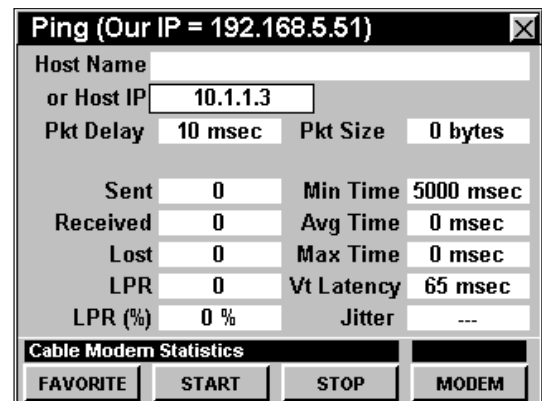 Ping (Our IP = 192.168.5.51)
Host Name
or Host IP 10.1.1.3
Pkt Delay 10 msec Pkt Size 0 bytes
Sent 0 Min Time 5000 msec
Received 0 Avg Time 0 msec
Lost 0 Max Time 0 msec
LPR 0 Vt Latency 65 msec
LPR (%) 0 % Jitter ---
Cable Modem Statistics
FAVORITE START STOP MODEM